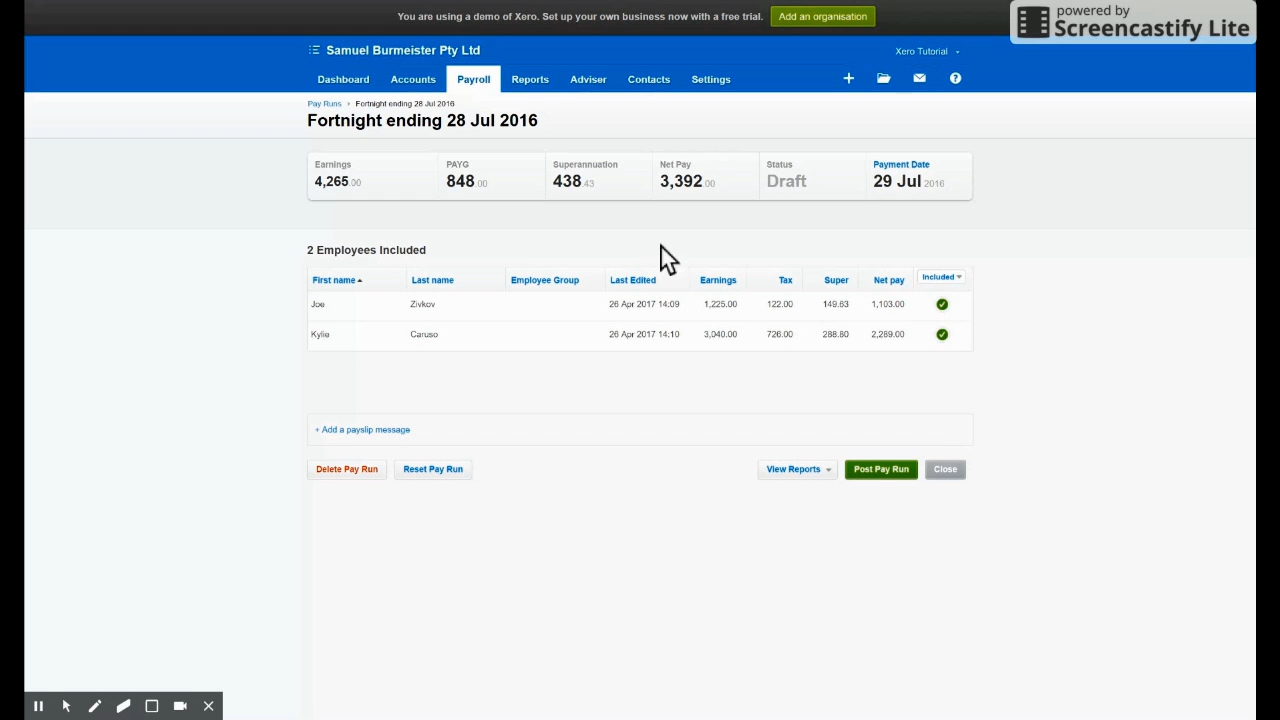 You are using a demo of Xero. Set up your own business now with a free trial. Add an organisation
powered by
Screencastify Lite
Samuel Burmeister Pty Ltd Xero Tutorial
Dashboard Accounts Payroll Reports Adviser Contacts Settings
Pay Runs › Fortnight ending 28 Jul 2016
Fortnight ending 28 Jul 2016
Earnings PAYG Superannuation Net Pay Status Payment Date
4,265.00 848.00 438.43 3,392.00 Draft 29 Jul 2016
2 Employees Included
First name Last name Employee Group Last Edited Earnings Tax Super Net pay Included
Joe Zivkov 26 Apr 2017 14:09 1,225.00 122.00 149.63 1,103.00
Kylie Caruso 26 Apr 2017 14:10 3,040.00 726.00 288.80 2,289.00
+ Add a payslip message
Delete Pay Run Reset Pay Run View Reports Post Pay Run Close